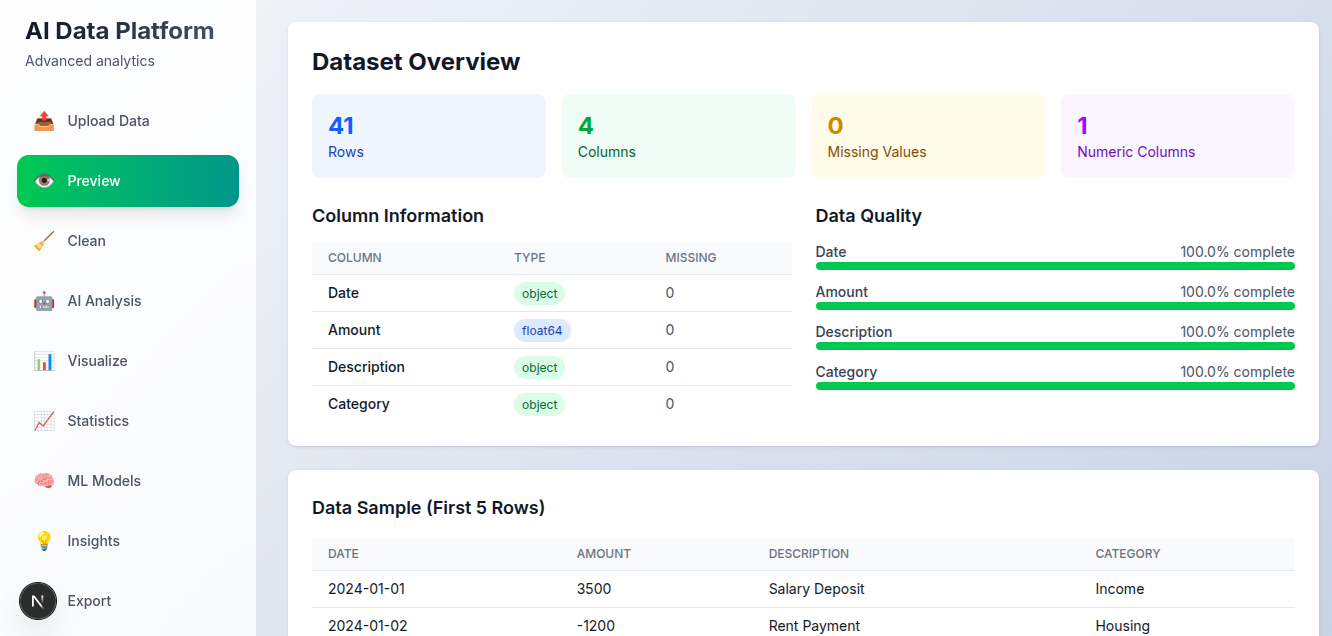 AI Data Platform
Advanced analytics
Upload Data
Preview
Clean
AI Analysis
Visualize
Statistics
ML Models
Insights
N Export
Dataset Overview
41
Rows
4
Columns
0
Missing Values
1
Numeric Columns
Column Information
COLUMN TYPE MISSING
Date object 0
Amount float64 0
Description object 0
Category object 0
Data Quality
Date 100.0% complete
Amount 100.0% complete
Description 100.0% complete
Category 100.0% complete
Data Sample (First 5 Rows)
DATE AMOUNT DESCRIPTION CATEGORY
2024-01-01 3500 Salary Deposit Income
2024-01-02 -1200 Rent Payment Housing